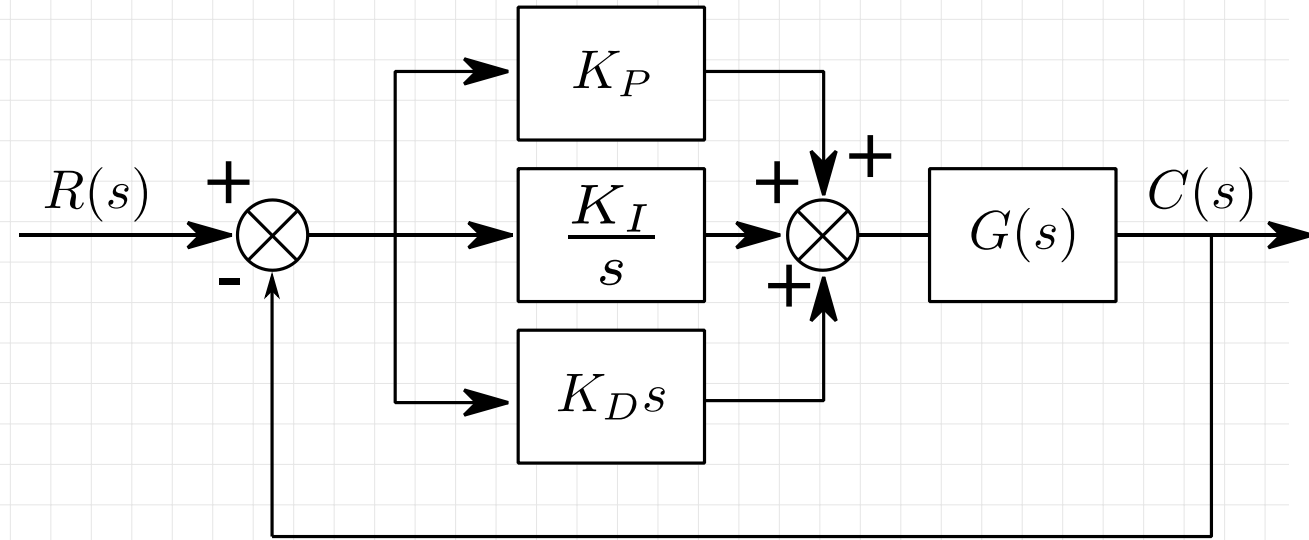 K_P
R(s)
+
-
K_I
s
+
+
+
G(s)
C(s)
K_D s